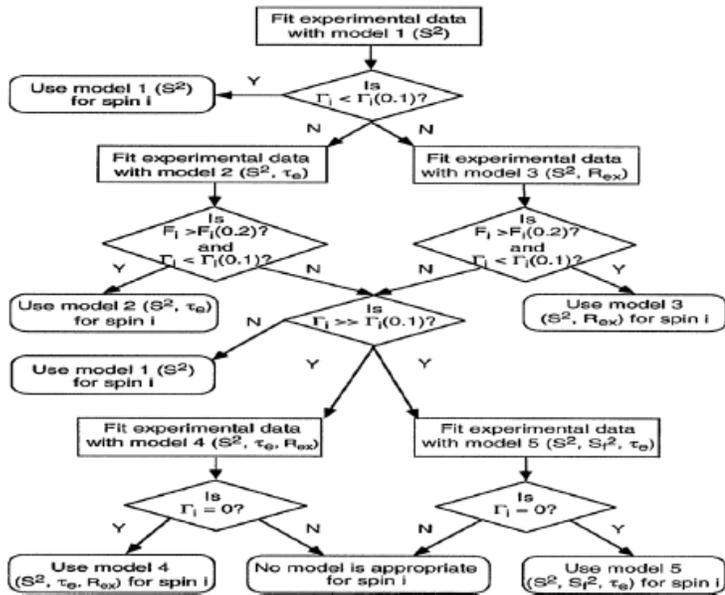 Fit experimental data
with model 1 (S²)
Y
Is
Γi < Γi(0.1)?
Use model 1 (S²)
for spin i
N
N
Fit experimental data
with model 2 (S², τe)
Fit experimental data
with model 3 (S², Rex)
Is
Fi >Fi(0.2)?
and
Γi < Γi(0.1)?
Is
Fi >Fi(0.2)?
and
Γi < Γi(0.1)?
Y
N
N
Y
Use model 2 (S², τe)
for spin i
Is
Γi >> Γi(0.1)?
Use model 3
(S², Rex) for spin i
N
Use model 1 (S²)
for spin i
Y
Y
Fit experimental data
with model 4 (S², τe, Rex)
Fit experimental data
with model 5 (S², Sf², τe)
Is
Γi = 0?
Is
Γi = 0?
Y
N
N
Y
Use model 4
(S², τe, Rex) for spin i
No model is appropriate
for spin i
Use model 5
(S², Sf², τe) for spin i